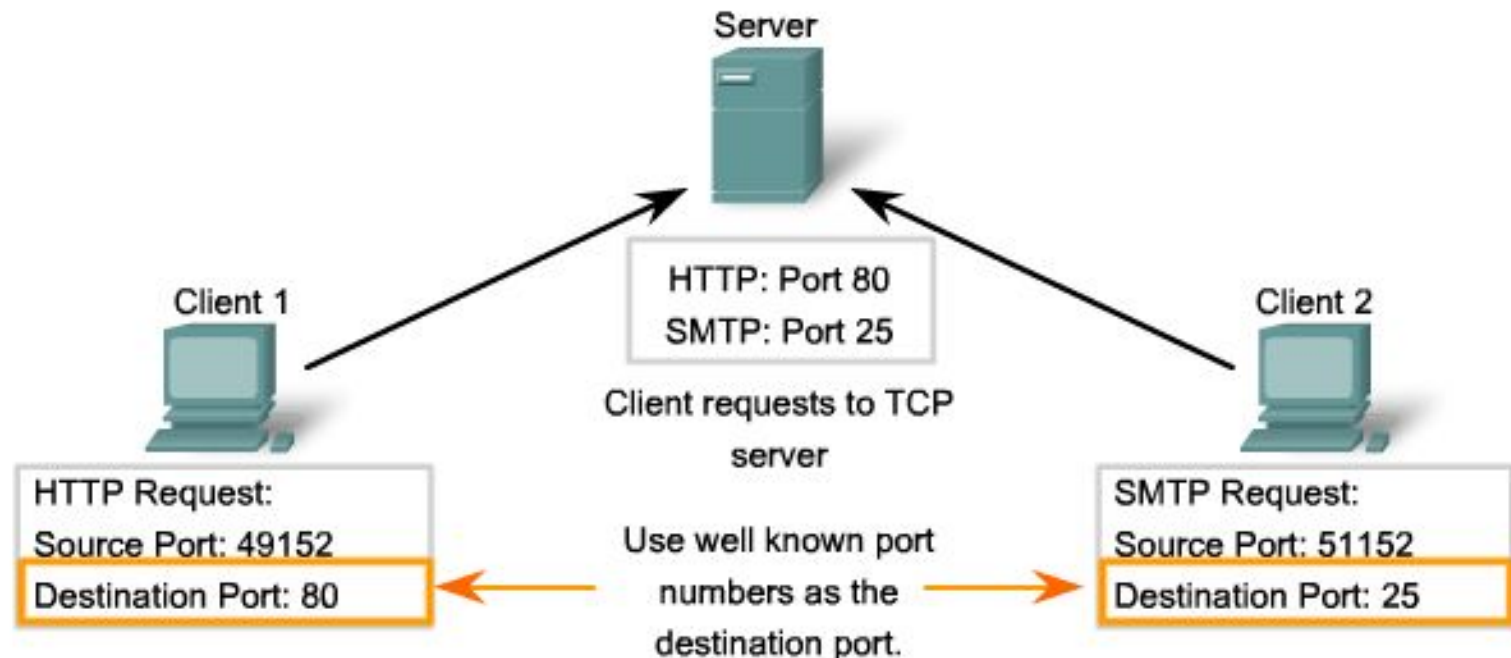 Server
HTTP: Port 80
SMTP: Port 25
Client 1
Client 2
Client requests to TCP
server
HTTP Request:
Source Port: 49152
Destination Port: 80
Use well known port
numbers as the
destination port.
SMTP Request:
Source Port: 51152
Destination Port: 25